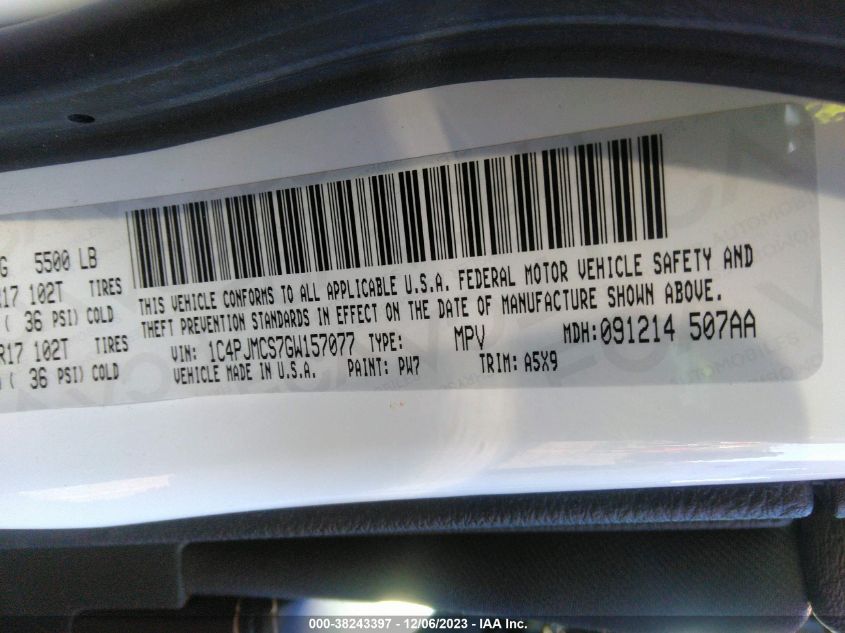 G 5500 LB
R17 102T TIRES
( 36 PSI) COLD
R17 102T TIRES
( 36 PSI) COLD
THIS VEHICLE CONFORMS TO ALL APPLICABLE U.S.A. FEDERAL MOTOR VEHICLE SAFETY AND
THEFT PREVENTION STANDARDS IN EFFECT ON THE DATE OF MANUFACTURE SHOWN ABOVE.
VIN: 1C4PJMCS7GW157077 TYPE: MPV MDH:091214 507AA
VEHICLE MADE IN U.S.A. PAINT: PW7 TRIM: A5X9
000-38243397 - 12/06/2023 - IAA Inc.